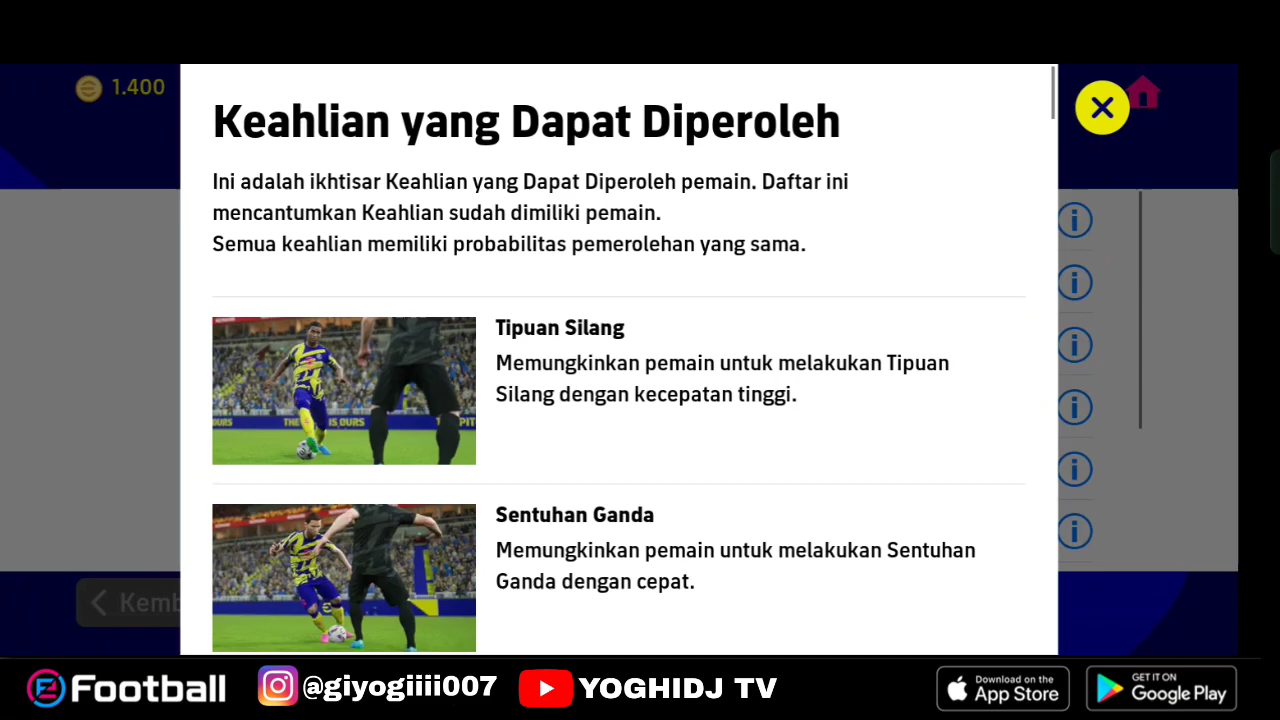 1.400
Keahlian yang Dapat Diperoleh
Ini adalah ikhtisar Keahlian yang Dapat Diperoleh pemain. Daftar ini
mencantumkan Keahlian sudah dimiliki pemain.
Semua keahlian memiliki probabilitas pemerolehan yang sama.
Tipuan Silang
Memungkinkan pemain untuk melakukan Tipuan
Silang dengan kecepatan tinggi.
Sentuhan Ganda
Memungkinkan pemain untuk melakukan Sentuhan
Ganda dengan cepat.
Kemb
Football
@giyogiiii007
YOGHIDJ TV
Download on the
App Store
GET IT ON
Google Play